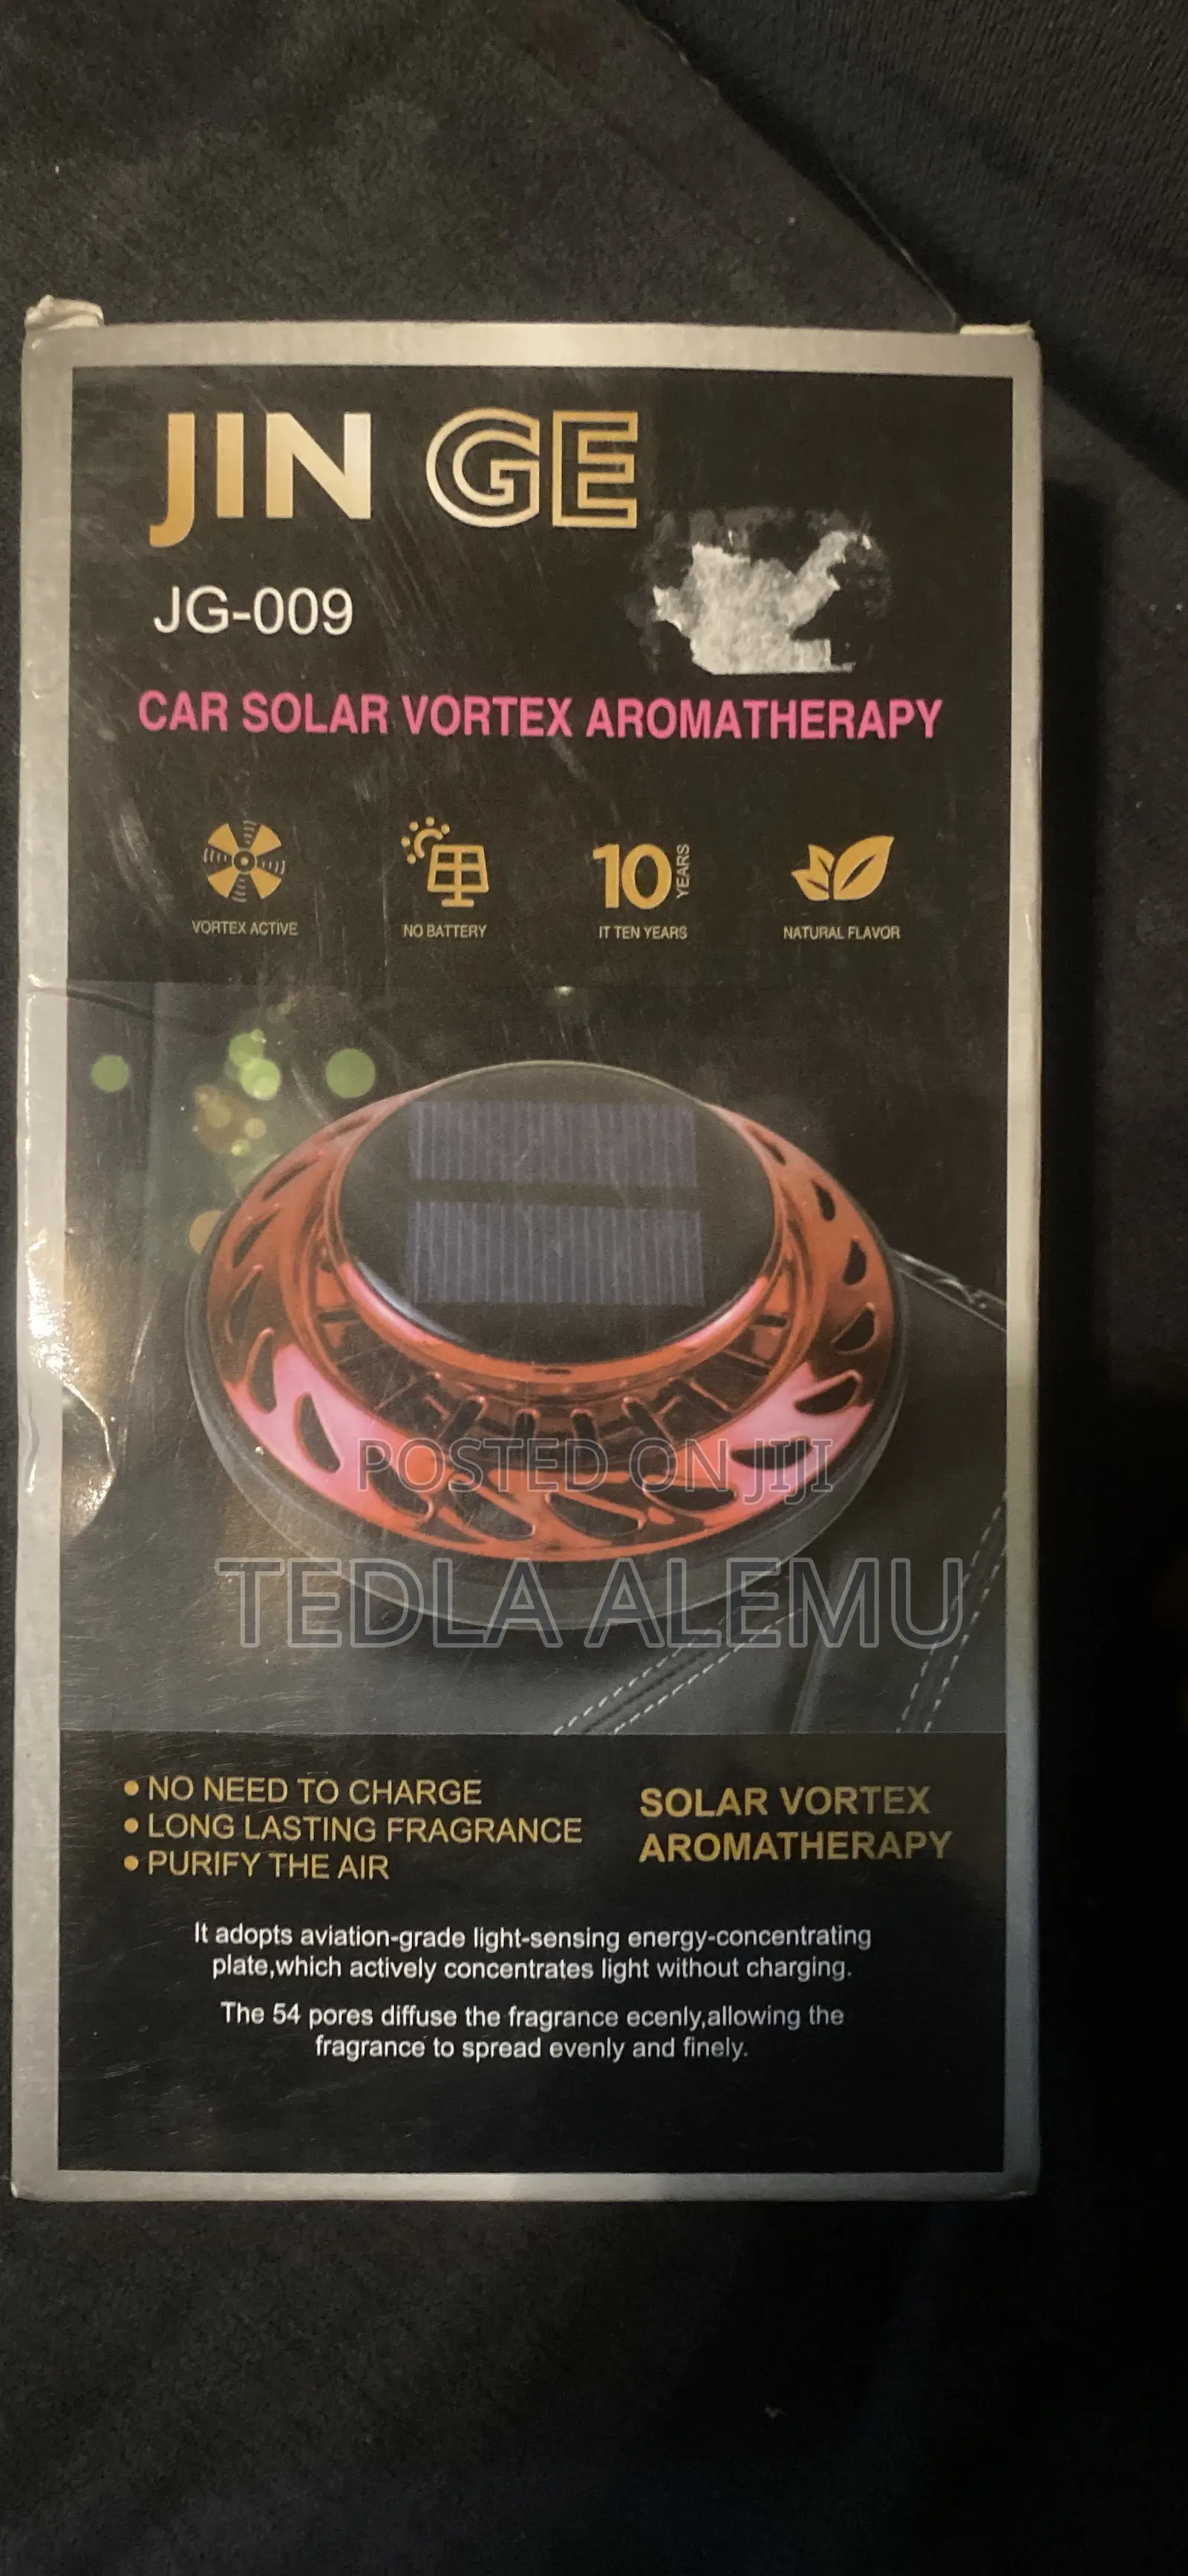 JIN GE
JG-009
CAR SOLAR VORTEX AROMATHERAPY
10 YEARS
VORTEX ACTIVE
NO BATTERY
IT TEN YEARS
NATURAL FLAVOR
POSTED ON JIJI
TEDLA ALEMU
• NO NEED TO CHARGE
• LONG LASTING FRAGRANCE
• PURIFY THE AIR
SOLAR VORTEX
AROMATHERAPY
It adopts aviation-grade light-sensing energy-concentrating
plate,which actively concentrates light without charging.
The 54 pores diffuse the fragrance ecenly,allowing the
fragrance to spread evenly and finely.